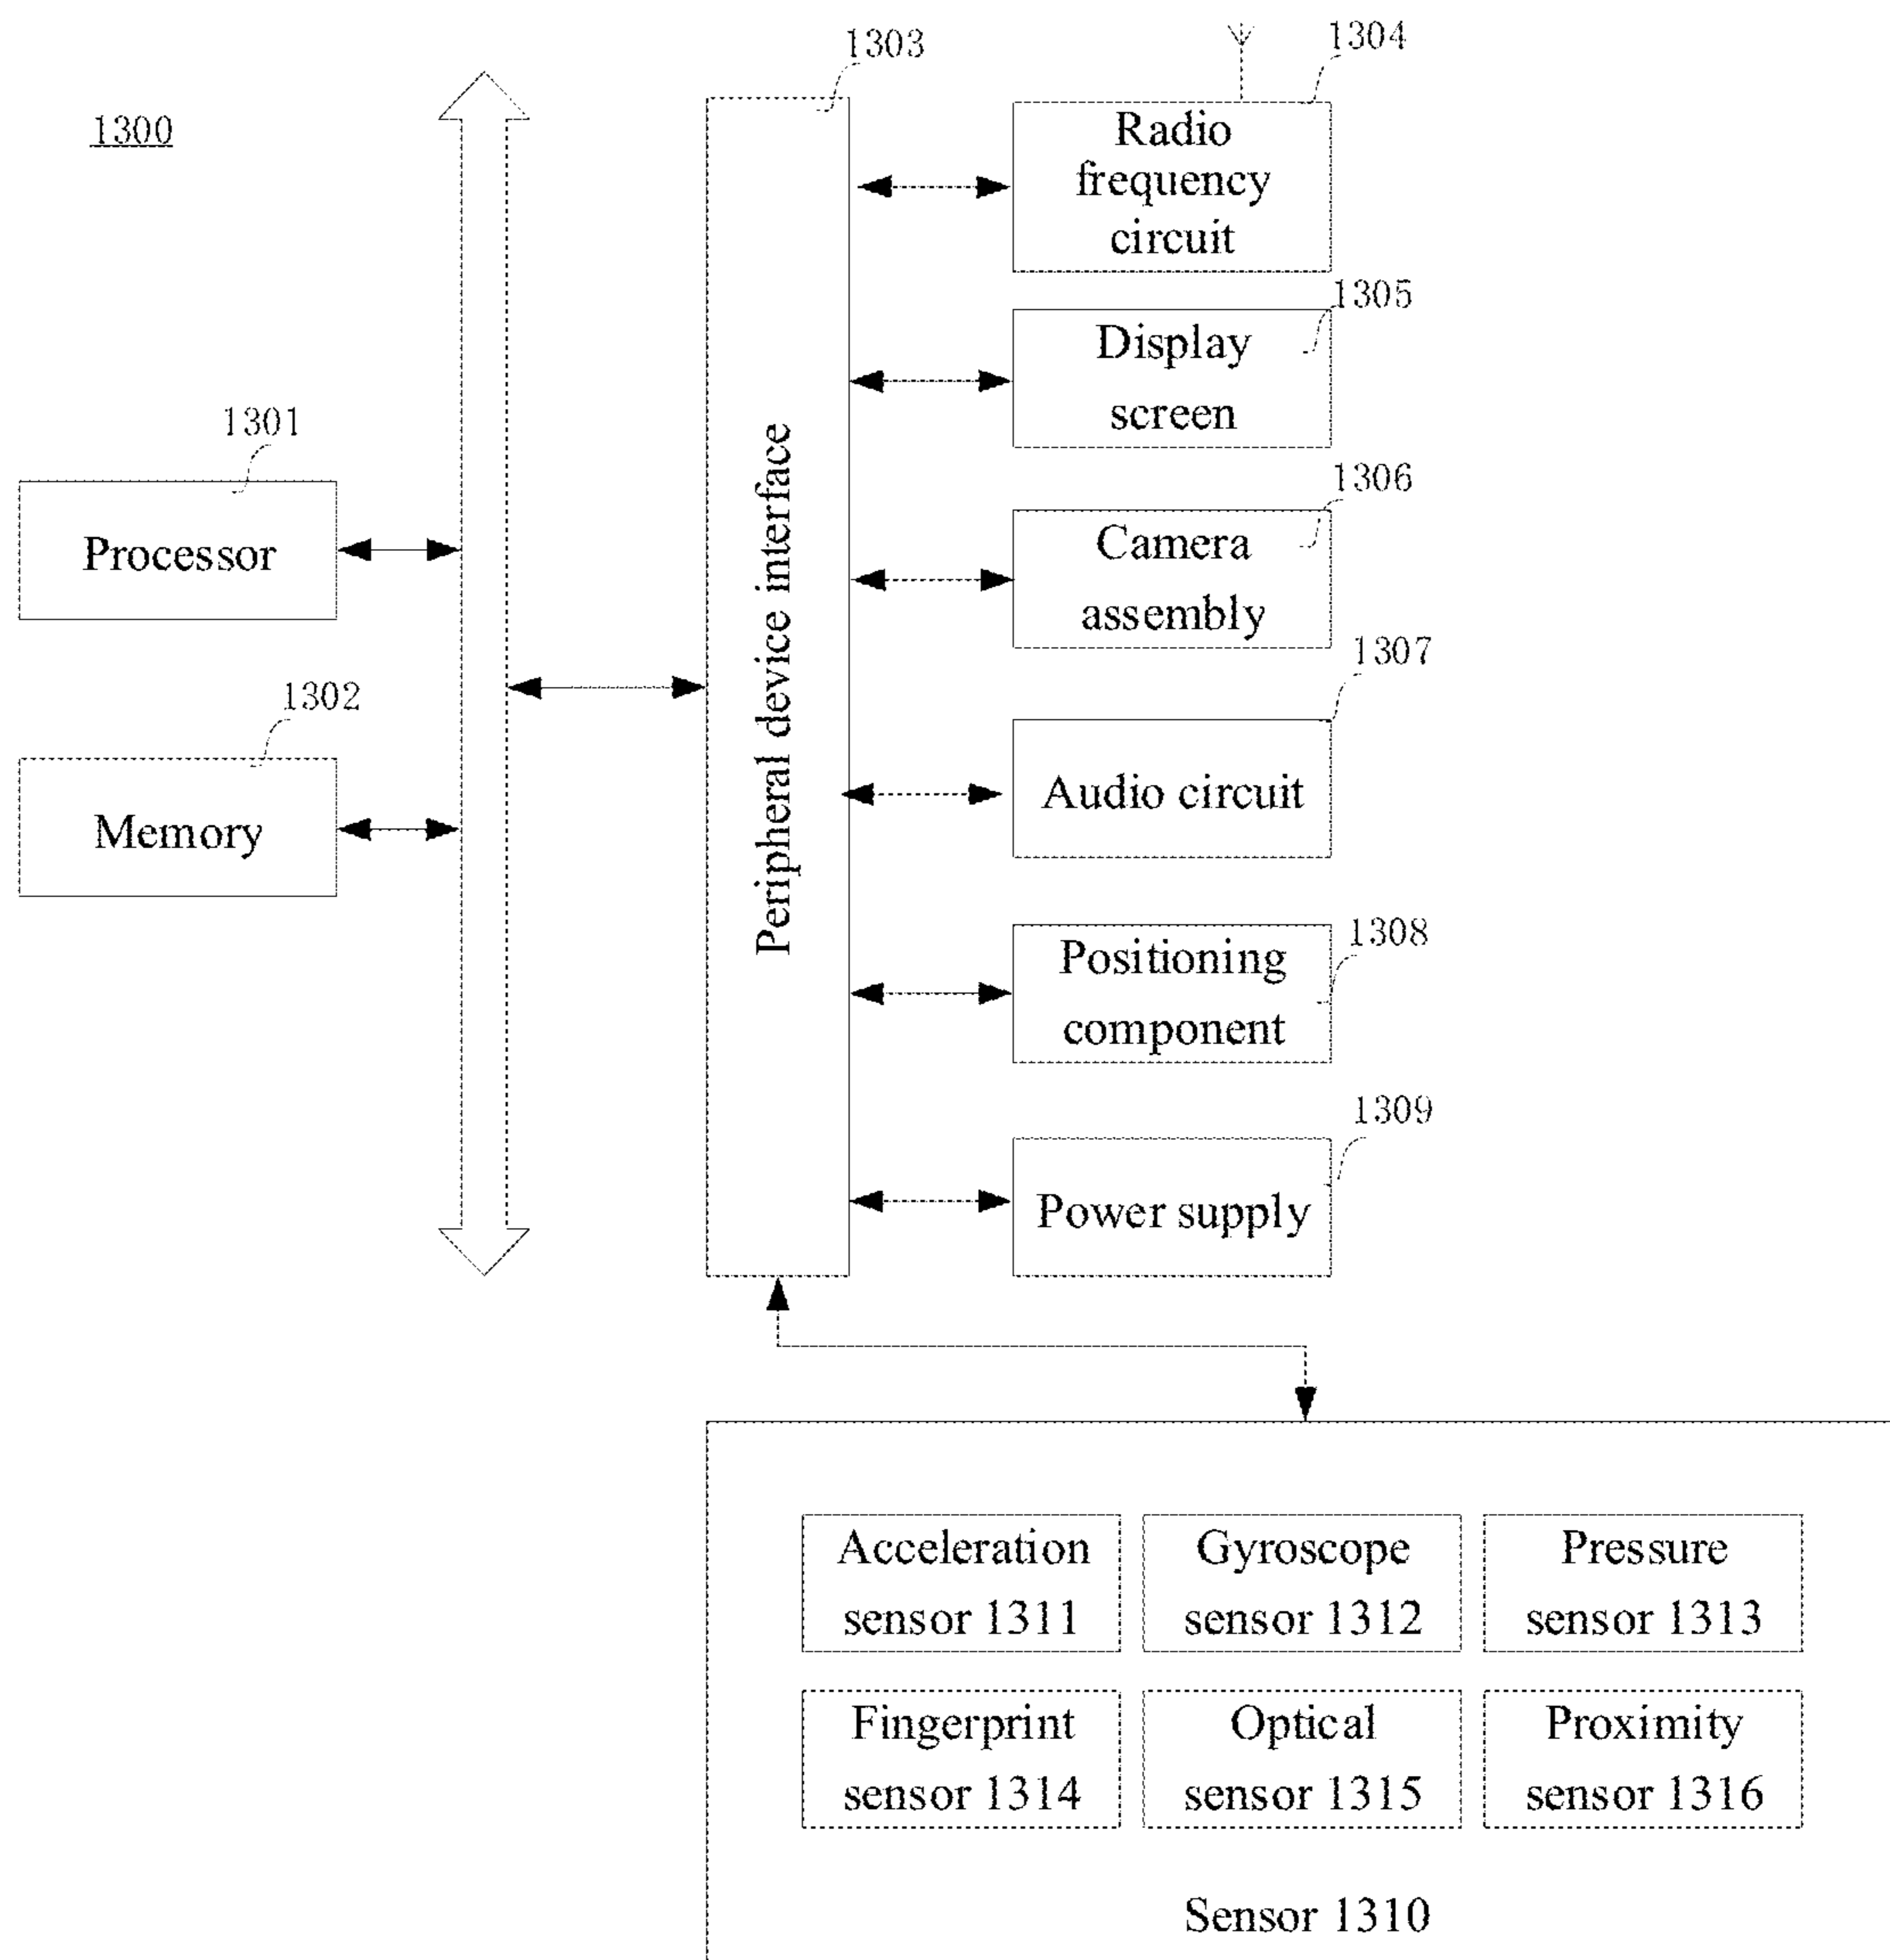 1300
1301
Processor
1302
Memory
1303
Peripheral device interface
1304
Radio
frequency
circuit
1305
Display
screen
1306
Camera
assembly
1307
Audio circuit
1308
Positioning
component
1309
Power supply
Acceleration
sensor 1311
Gyroscope
sensor 1312
Pressure
sensor 1313
Fingerprint
sensor 1314
Optical
sensor 1315
Proximity
sensor 1316
Sensor 1310